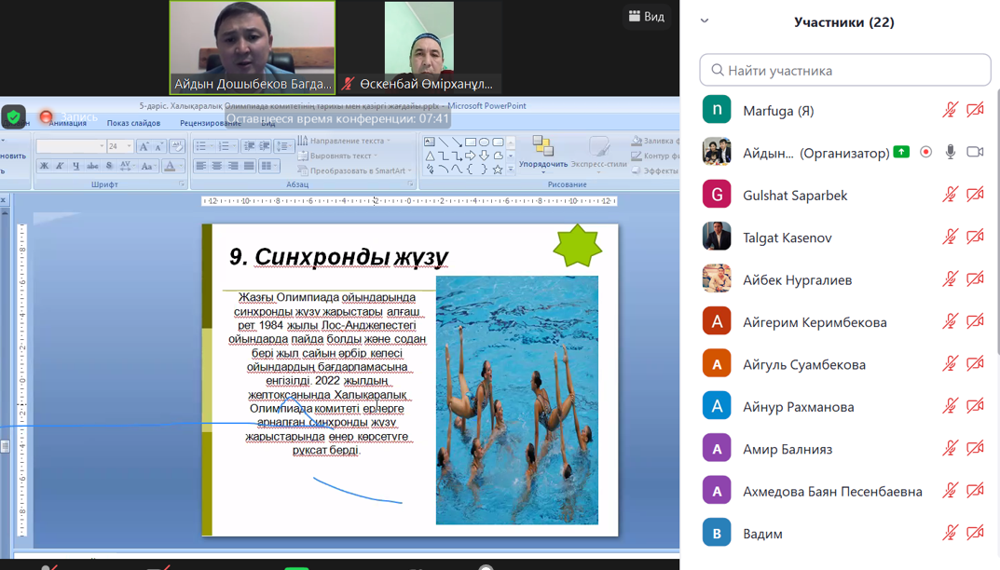 Вид
Айдын Дошыбеков Багда...
Өскенбай Өмірханұл...
5-дәріс. Халықаралық Олимпиада комитетінің тарихы мен қазіргі жағдайы.pptx - Microsoft PowerPoint
Запись
Анимация
Показ слайдов
Рецензирование
Вид
Оставшееся время конференции: 07:41
24
Направление текста
Выровнять текст
Преобразовать в SmartArt
Упорядочить
Экспресс-стили
Заливка ф
Контур ф
Эффекты
Шрифт
Абзац
Рисование
9. Синхронды жүзу
Жазғы Олимпиада ойындарында
синхронды жүзу жарыстары алғаш
рет 1984 жылы Лос-Анджелестегі
ойындарда пайда болды және содан
бері жыл сайын әрбір келесі
ойындардың бағдарламасына
енгізілді. 2022 жылдың
желтоқсанында Халықаралық
Олимпиада комитеті ерлерге
арналған синхронды жүзу
жарыстарында өнер көрсетуге
рұқсат берді.
Участники (22)
Найти участника
n
Marfuga (Я)
Айдын... (Организатор)
G
Gulshat Saparbek
Talgat Kasenov
Айбек Нургалиев
А
Айгерим Керимбекова
А
Айгуль Суамбекова
А
Айнур Рахманова
А
Амир Балнияз
А
Ахмедова Баян Песенбаевна
В
Вадим